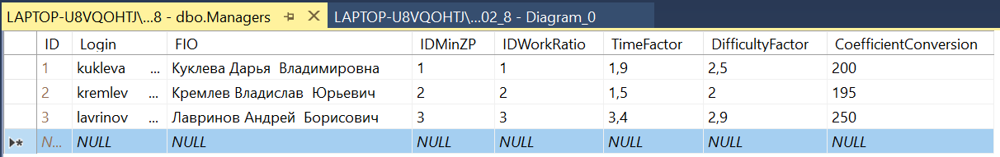 LAPTOP-U8VQOHTJ\...8 - dbo.Managers LAPTOP-U8VQOHTJ\...02_8 - Diagram_0
ID Login FIO IDMinZP IDWorkRatio TimeFactor DifficultyFactor CoefficientConversion
1 kukleva ... Куклева Дарья Владимировна 1 1 1,9 2,5 200
2 kremlev ... Кремлев Владислав Юрьевич 2 2 1,5 2 195
3 lavrinov ... Лавринов Андрей Борисович 3 3 3,4 2,9 250
N... NULL NULL NULL NULL NULL NULL NULL